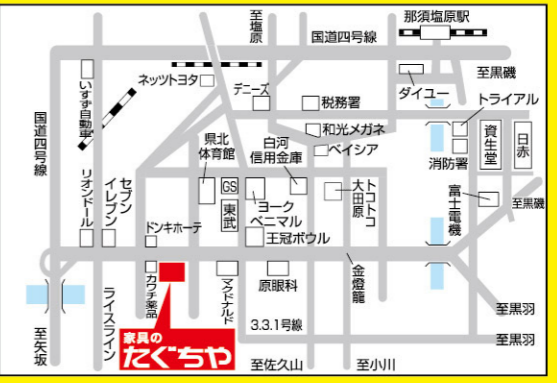 至塩原
那須塩原駅
国道四号線
ネッツトヨタ
デニーズ
税務署
ダイユー
至黒磯
トライアル
いすず自動車
国道四号線
県北
体育館
白河
信用金庫
和光メガネ
ベイシア
消防署
資生堂
日赤
リオンドール
セブン
イレブン
ドンキホーテ
GS
東武
ヨーク
ベニマル
王冠ボウル
トコトコ
大田原
富士電機
至黒磯
カワチ薬品
マクドナルド
原眼科
金燈籠
ライスライン
家具の
たぐちや
3.3.1号線
至黒羽
至黒羽
至矢坂
至佐久山
至小川